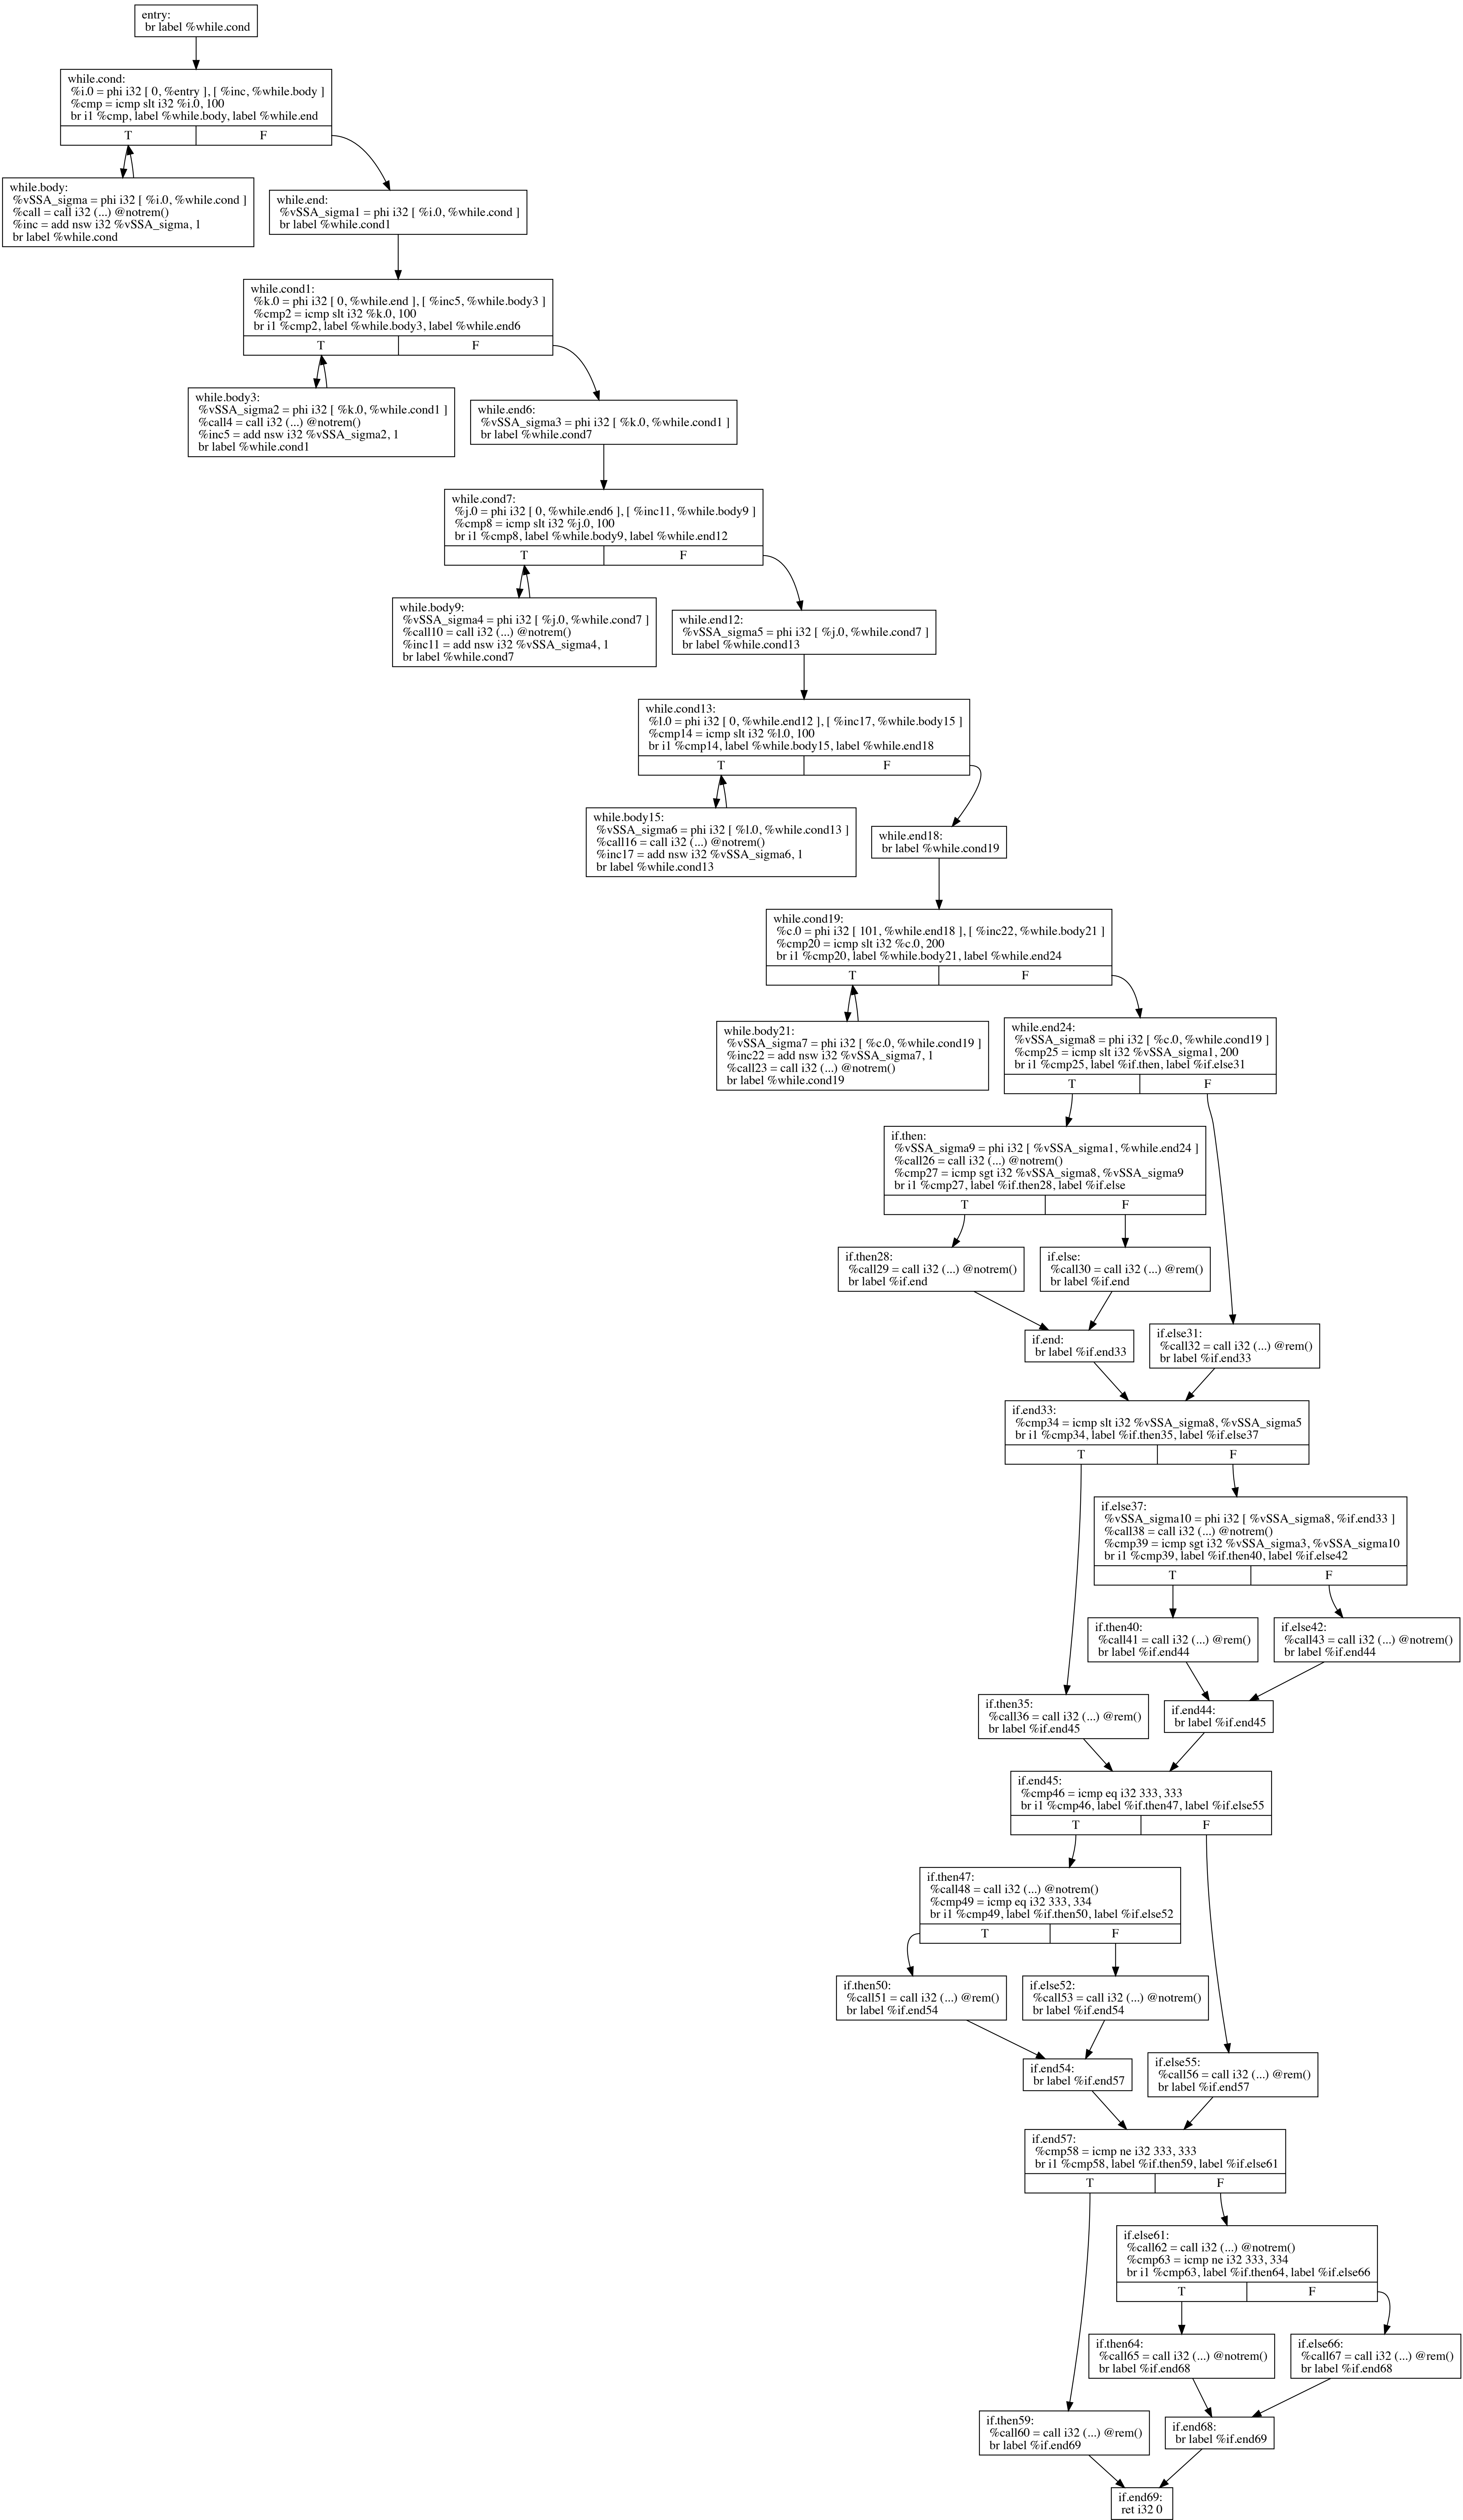 entry:
br label %while.cond
while.cond:
%i.0 = phi i32 [ 0, %entry ], [ %inc, %while.body ]
%cmp = icmp slt i32 %i.0, 100
br i1 %cmp, label %while.body, label %while.end
T F
while.body:
%vSSA_sigma = phi i32 [ %i.0, %while.cond ]
%call = call i32 (...) @notrem()
%inc = add nsw i32 %vSSA_sigma, 1
br label %while.cond
while.end:
%vSSA_sigma1 = phi i32 [ %i.0, %while.cond ]
br label %while.cond1
while.cond1:
%k.0 = phi i32 [ 0, %while.end ], [ %inc5, %while.body3 ]
%cmp2 = icmp slt i32 %k.0, 100
br i1 %cmp2, label %while.body3, label %while.end6
T F
while.body3:
%vSSA_sigma2 = phi i32 [ %k.0, %while.cond1 ]
%call4 = call i32 (...) @notrem()
%inc5 = add nsw i32 %vSSA_sigma2, 1
br label %while.cond1
while.end6:
%vSSA_sigma3 = phi i32 [ %k.0, %while.cond1 ]
br label %while.cond7
while.cond7:
%j.0 = phi i32 [ 0, %while.end6 ], [ %inc11, %while.body9 ]
%cmp8 = icmp slt i32 %j.0, 100
br i1 %cmp8, label %while.body9, label %while.end12
T F
while.body9:
%vSSA_sigma4 = phi i32 [ %j.0, %while.cond7 ]
%call10 = call i32 (...) @notrem()
%inc11 = add nsw i32 %vSSA_sigma4, 1
br label %while.cond7
while.end12:
%vSSA_sigma5 = phi i32 [ %j.0, %while.cond7 ]
br label %while.cond13
while.cond13:
%l.0 = phi i32 [ 0, %while.end12 ], [ %inc17, %while.body15 ]
%cmp14 = icmp slt i32 %l.0, 100
br i1 %cmp14, label %while.body15, label %while.end18
T F
while.body15:
%vSSA_sigma6 = phi i32 [ %l.0, %while.cond13 ]
%call16 = call i32 (...) @notrem()
%inc17 = add nsw i32 %vSSA_sigma6, 1
br label %while.cond13
while.end18:
br label %while.cond19
while.cond19:
%c.0 = phi i32 [ 101, %while.end18 ], [ %inc22, %while.body21 ]
%cmp20 = icmp slt i32 %c.0, 200
br i1 %cmp20, label %while.body21, label %while.end24
T F
while.body21:
%vSSA_sigma7 = phi i32 [ %c.0, %while.cond19 ]
%inc22 = add nsw i32 %vSSA_sigma7, 1
%call23 = call i32 (...) @notrem()
br label %while.cond19
while.end24:
%vSSA_sigma8 = phi i32 [ %c.0, %while.cond19 ]
%cmp25 = icmp slt i32 %vSSA_sigma1, 200
br i1 %cmp25, label %if.then, label %if.else31
T F
if.then:
%vSSA_sigma9 = phi i32 [ %vSSA_sigma1, %while.end24 ]
%call26 = call i32 (...) @notrem()
%cmp27 = icmp sgt i32 %vSSA_sigma8, %vSSA_sigma9
br i1 %cmp27, label %if.then28, label %if.else
T F
if.then28:
%call29 = call i32 (...) @notrem()
br label %if.end
if.else:
%call30 = call i32 (...) @rem()
br label %if.end
if.end:
br label %if.end33
if.else31:
%call32 = call i32 (...) @rem()
br label %if.end33
if.end33:
%cmp34 = icmp slt i32 %vSSA_sigma8, %vSSA_sigma5
br i1 %cmp34, label %if.then35, label %if.else37
T F
if.else37:
%vSSA_sigma10 = phi i32 [ %vSSA_sigma8, %if.end33 ]
%call38 = call i32 (...) @notrem()
%cmp39 = icmp sgt i32 %vSSA_sigma3, %vSSA_sigma10
br i1 %cmp39, label %if.then40, label %if.else42
T F
if.then40:
%call41 = call i32 (...) @rem()
br label %if.end44
if.else42:
%call43 = call i32 (...) @notrem()
br label %if.end44
if.then35:
%call36 = call i32 (...) @rem()
br label %if.end45
if.end44:
br label %if.end45
if.end45:
%cmp46 = icmp eq i32 333, 333
br i1 %cmp46, label %if.then47, label %if.else55
T F
if.then47:
%call48 = call i32 (...) @notrem()
%cmp49 = icmp eq i32 333, 334
br i1 %cmp49, label %if.then50, label %if.else52
T F
if.then50:
%call51 = call i32 (...) @rem()
br label %if.end54
if.else52:
%call53 = call i32 (...) @notrem()
br label %if.end54
if.end54:
br label %if.end57
if.else55:
%call56 = call i32 (...) @rem()
br label %if.end57
if.end57:
%cmp58 = icmp ne i32 333, 333
br i1 %cmp58, label %if.then59, label %if.else61
T F
if.else61:
%call62 = call i32 (...) @notrem()
%cmp63 = icmp ne i32 333, 334
br i1 %cmp63, label %if.then64, label %if.else66
T F
if.then64:
%call65 = call i32 (...) @notrem()
br label %if.end68
if.else66:
%call67 = call i32 (...) @rem()
br label %if.end68
if.then59:
%call60 = call i32 (...) @rem()
br label %if.end69
if.end68:
br label %if.end69
if.end69:
ret i32 0